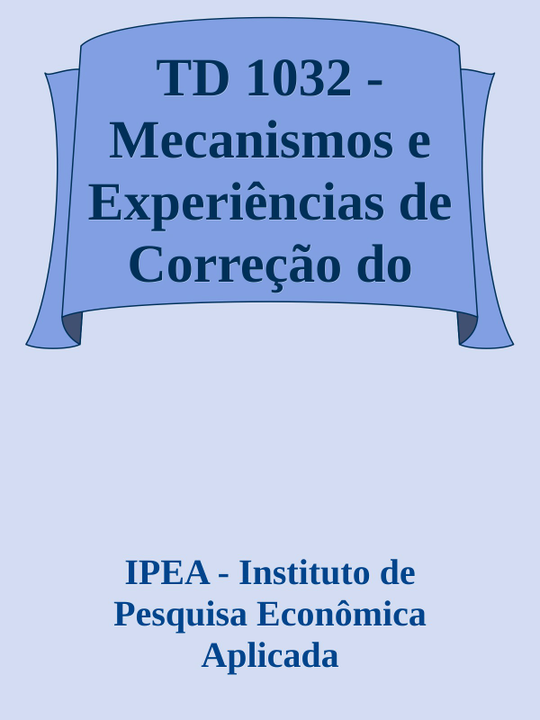 TD 1032 -
Mecanismos e
Experiências de
Correção do
IPEA - Instituto de
Pesquisa Econômica
Aplicada